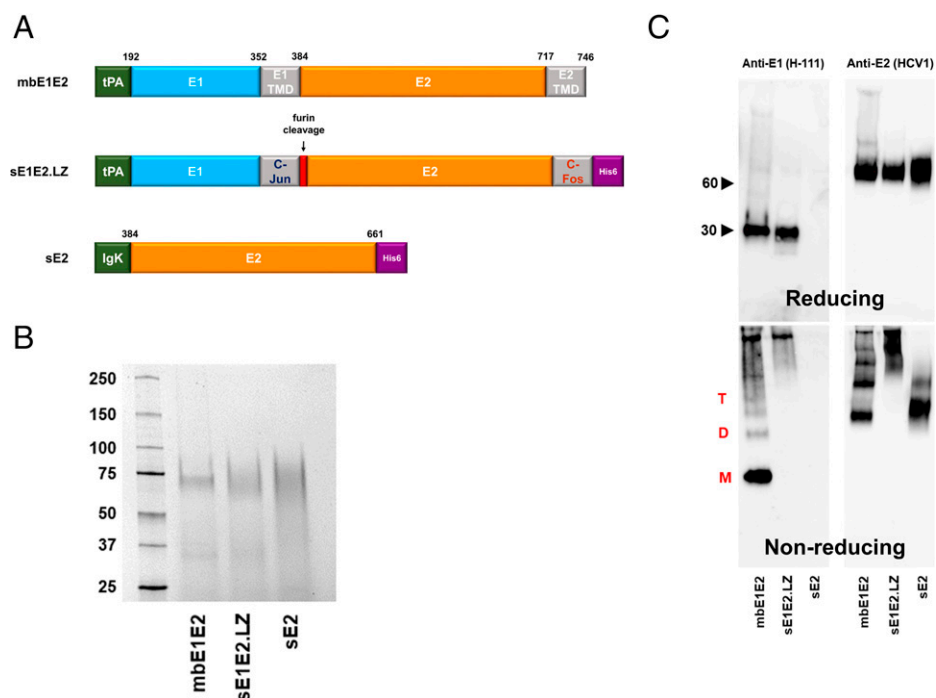 A
192 352 384 717 746
mbE1E2 tPA E1 E1 TMD E2 E2 TMD
furin
cleavage
sE1E2.LZ tPA E1 C-Jun E2 C-Fos His6
384 661
sE2 IgK E2 His6
B
250
150
100
75
50
37
25
mbE1E2
sE1E2.LZ
sE2
C
Anti-E1 (H-111) Anti-E2 (HCV1)
60
30
Reducing
T
D
M
Non-reducing
mbE1E2
sE1E2.LZ
sE2
mbE1E2
sE1E2.LZ
sE2